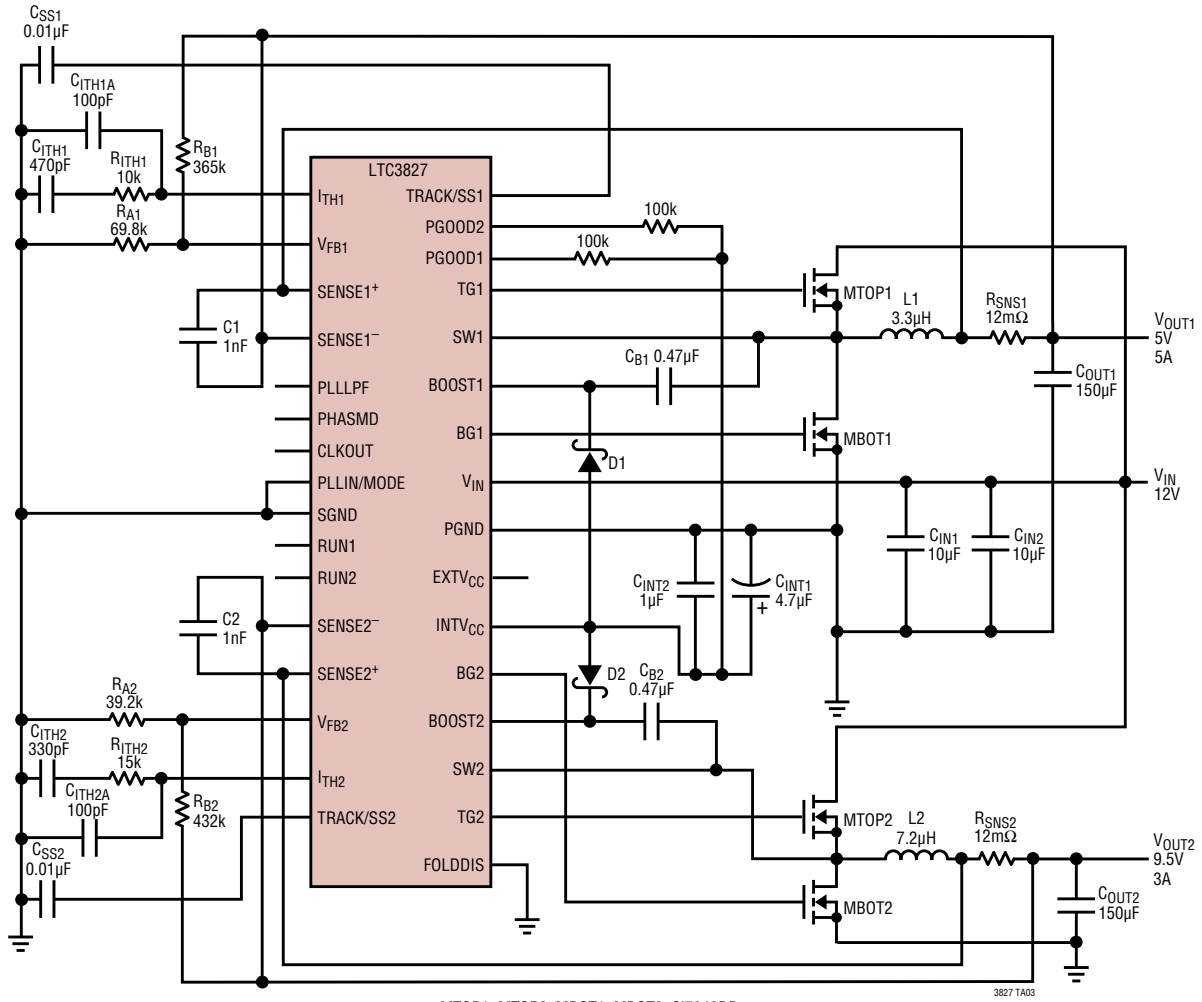 CSS1
0.01µF
CITH1A
100pF
CITH1
470pF
RITH1
10k
RA1
69.8k
RB1
365k
C1
1nF
LTC3827
ITH1
VFB1
SENSE1+
SENSE1–
PLLLPF
PHASMD
CLKOUT
PLLIN/MODE
SGND
RUN1
RUN2
SENSE2–
SENSE2+
VFB2
ITH2
TRACK/SS2
TRACK/SS1
PGOOD2
PGOOD1
TG1
SW1
BOOST1
BG1
VIN
PGND
EXTVCC
INTVCC
BG2
BOOST2
SW2
TG2
FOLDDIS
100k
100k
MTOP1
L1
3.3µH
RSNS1
12mΩ
VOUT1
5V
5A
CB1 0.47µF
COUT1
150µF
MBOT1
D1
VIN
12V
CIN1
10µF
CIN2
10µF
CINT2
1µF
CINT1
4.7µF
+
D2
CB2
0.47µF
C2
1nF
RA2
39.2k
CITH2
330pF
RITH2
15k
CITH2A
100pF
RB2
432k
CSS2
0.01µF
MTOP2
L2
7.2µH
RSNS2
12mΩ
VOUT2
9.5V
3A
MBOT2
COUT2
150µF
3827 TA03